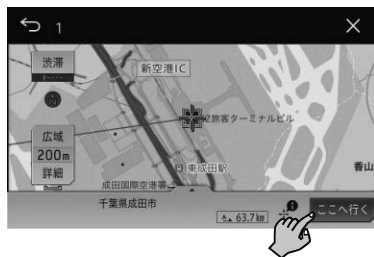 1
渋滞
新空港IC
N
2旅客ターミナルビル
広域
200m
詳細
東成田駅
香山
成田国際空港署
千葉県成田市
63.7km
ここへ行く